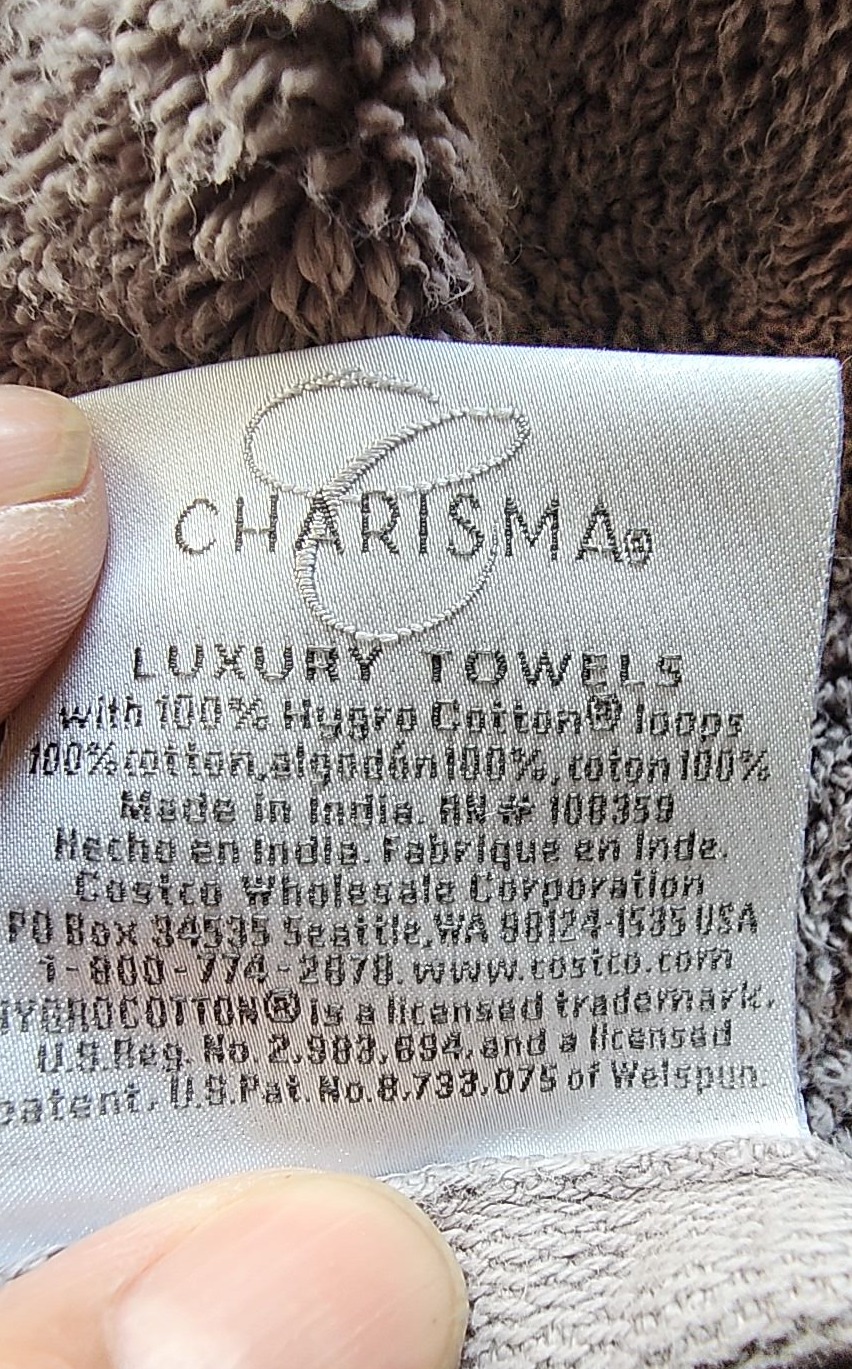 CHARISMA®
LUXURY TOWELS
with 100% Hygro Cotton® loops
100% cotton, algodón 100%, coton 100%
Made in India. RN # 108359
Hecho en India. Fabrique en Inde.
Costco Wholesale Corporation
PO Box 34535 Seattle, WA 98124-1535 USA
1-800-774-2678. www.costco.com
HYGROCOTTON® is a licensed trademark,
U.S.Reg. No. 2,983,694, and a licensed
patent, U.S.Pat. No. 8,733,075 of Welspun.